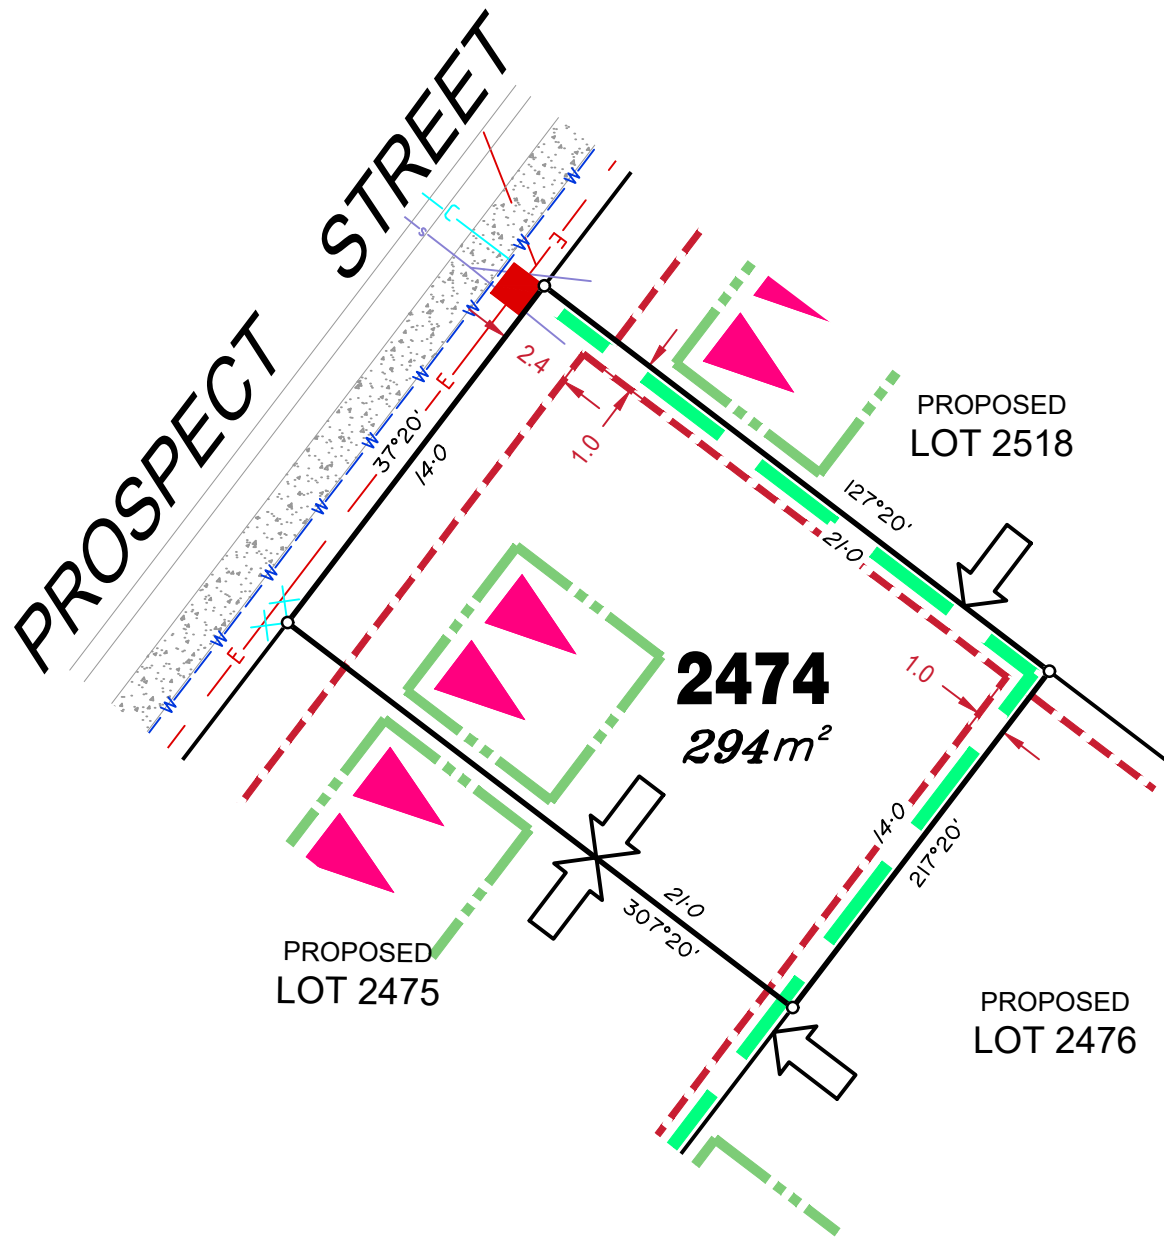 PROSPECT STREET
C
s
W
W
W
W
W
W
W
W
W
E
E
E
2.4
1.0
37°20'
14·0
PROPOSED
LOT 2518
127°20'
21·0
2474
294m²
1.0
14·0
217°20'
21·0
307°20'
PROPOSED
LOT 2475
PROPOSED
LOT 2476